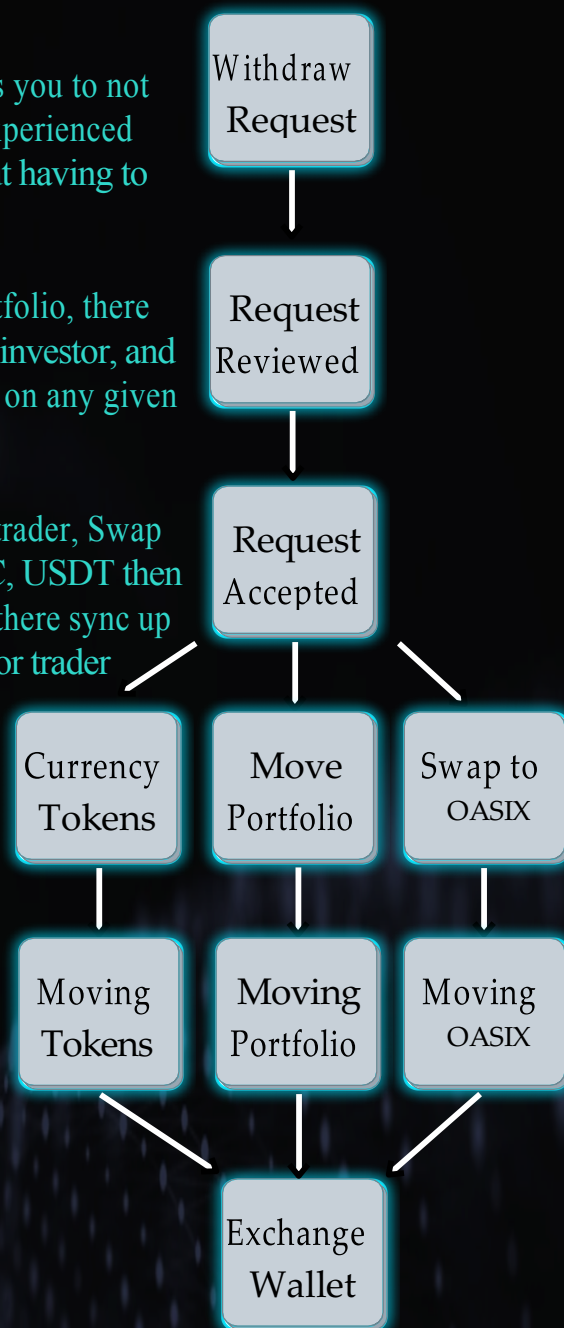 Withdraw
Request
s you to not
perienced
t having to
Request
Reviewed
tfolio, there
investor, and
on any given
Request
Accepted
trader, Swap
C, USDT then
there sync up
or trader
Currency
Tokens
Move
Portfolio
Swap to
OASIX
Moving
Tokens
Moving
Portfolio
Moving
OASIX
Exchange
Wallet